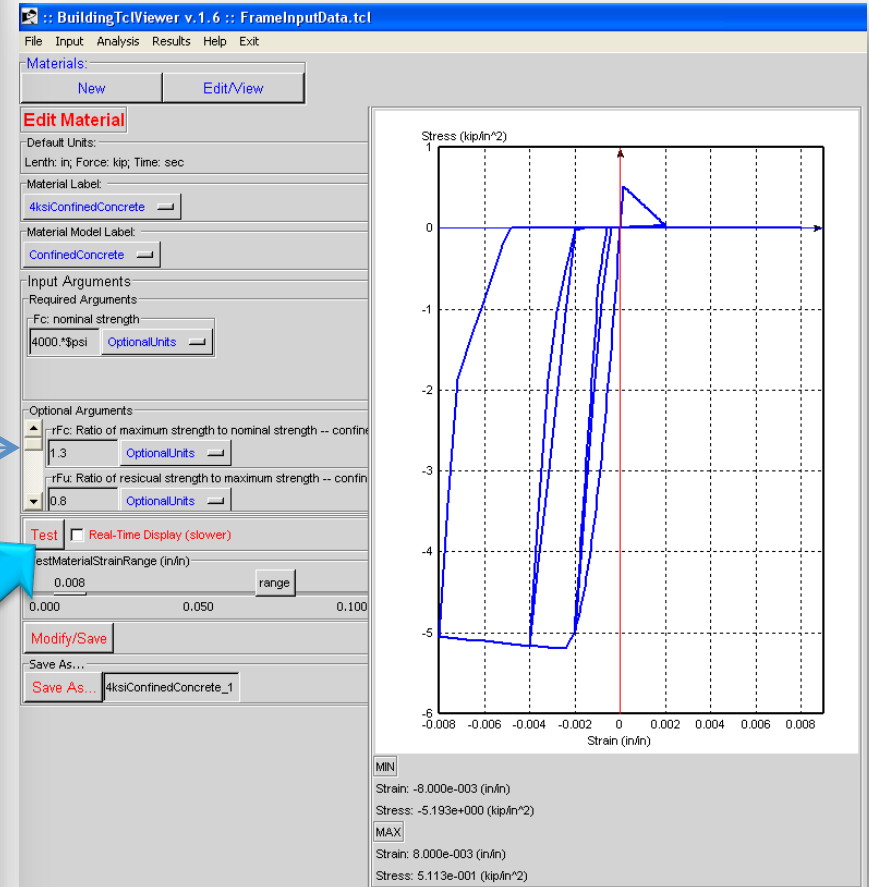 :: BuildingTclViewer v.1.6 :: FrameInputData.tcl
File Input Analysis Results Help Exit
Materials:
New Edit/View
Edit Material
Default Units:
Lenth: in; Force: kip; Time: sec
Material Label:
4ksiConfinedConcrete
Material Model Label:
ConfinedConcrete
Input Arguments
Required Arguments
Fc: nominal strength
4000.*$psi OptionalUnits
Optional Arguments
rFc: Ratio of maximum strength to nominal strength -- confine
1.3 OptionalUnits
rFu: Ratio of resicual strength to maximum strength -- confin
0.8 OptionalUnits
Test Real-Time Display (slower)
estMaterialStrainRange (in/in)
0.008 range
0.000 0.050 0.100
Modify/Save
Save As...
Save As... 4ksiConfinedConcrete_1
Stress (kip/in^2)
1
0
-1
-2
-3
-4
-5
-6
-0.008 -0.006 -0.004 -0.002 0 0.002 0.004 0.006 0.008
Strain (in/in)
MIN
Strain: -8.000e-003 (in/in)
Stress: -5.193e+000 (kip/in^2)
MAX
Strain: 8.000e-003 (in/in)
Stress: 5.113e-001 (kip/in^2)